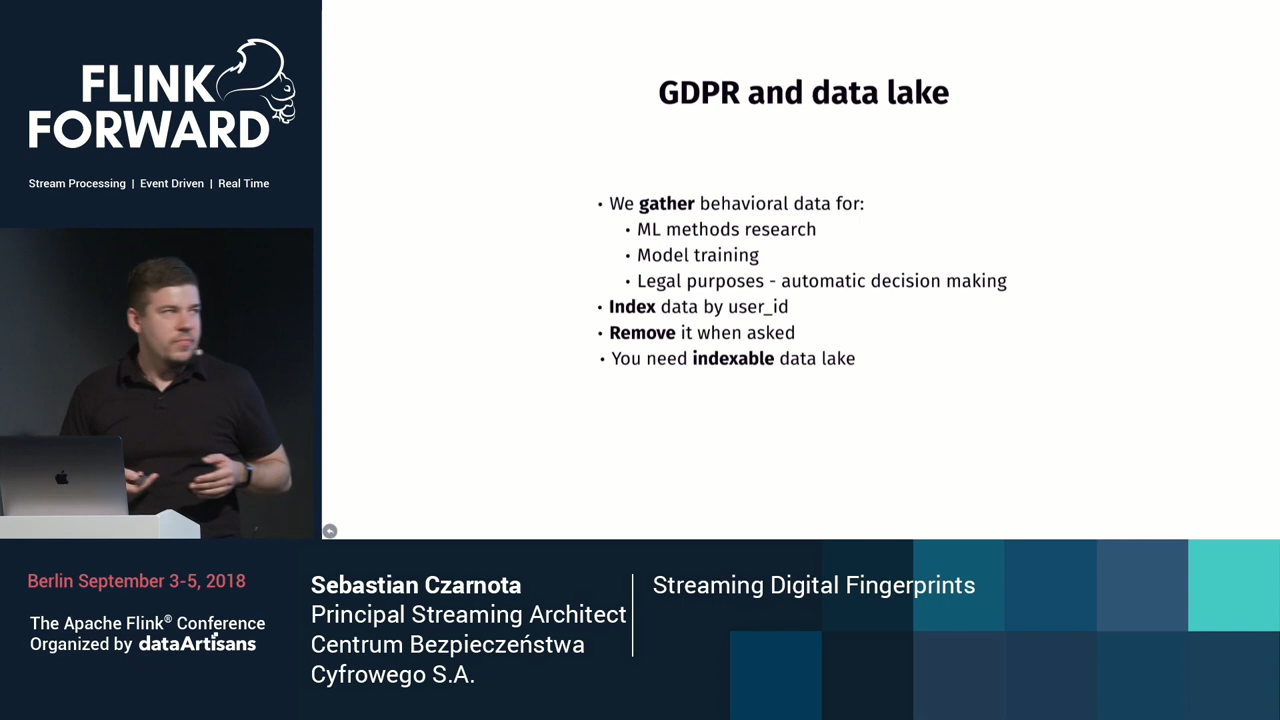 FLINK
FORWARD
Stream Processing | Event Driven | Real Time
GDPR and data lake
• We gather behavioral data for:
• ML methods research
• Model training
• Legal purposes - automatic decision making
• Index data by user_id
• Remove it when asked
• You need indexable data lake
Berlin September 3-5, 2018
The Apache Flink® Conference
Organized by dataArtisans
Sebastian Czarnota
Principal Streaming Architect
Centrum Bezpieczeństwa
Cyfrowego S.A.
Streaming Digital Fingerprints